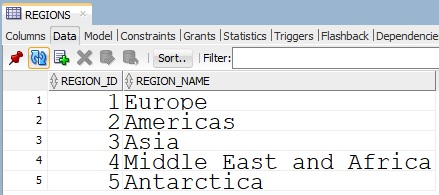 REGIONS
Columns Data Model Constraints Grants Statistics Triggers Flashback Dependencie
Sort.. Filter:
REGION_ID REGION_NAME
1 1 Europe
2 2 Americas
3 3 Asia
4 4 Middle East and Africa
5 5 Antarctica